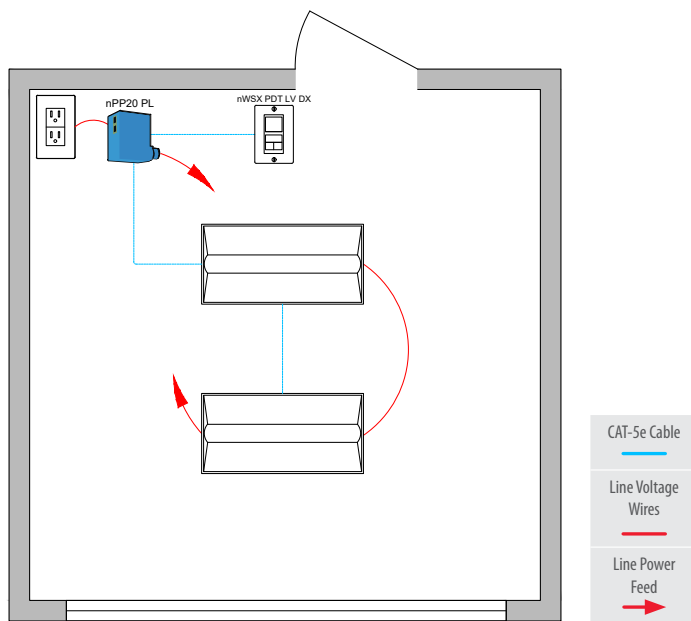 nPP20 PL
nWSX PDT LV DX
CAT-5e Cable
Line Voltage
Wires
Line Power
Feed